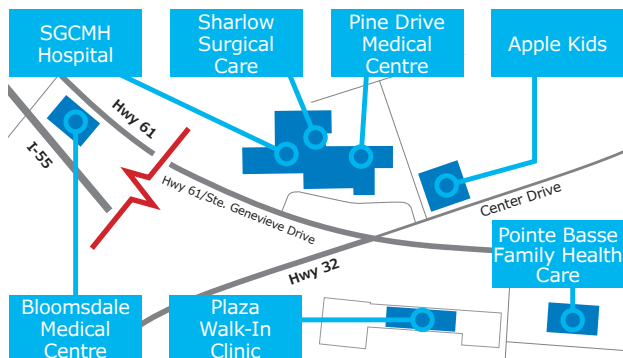 SGCMH
Hospital
Sharlow
Surgical
Care
Pine Drive
Medical
Centre
Apple Kids
Hwy 61
I-55
Hwy 61/Ste. Genevieve Drive
Center Drive
Hwy 32
Pointe Basse
Family Health
Care
Bloomsdale
Medical
Centre
Plaza
Walk-In
Clinic